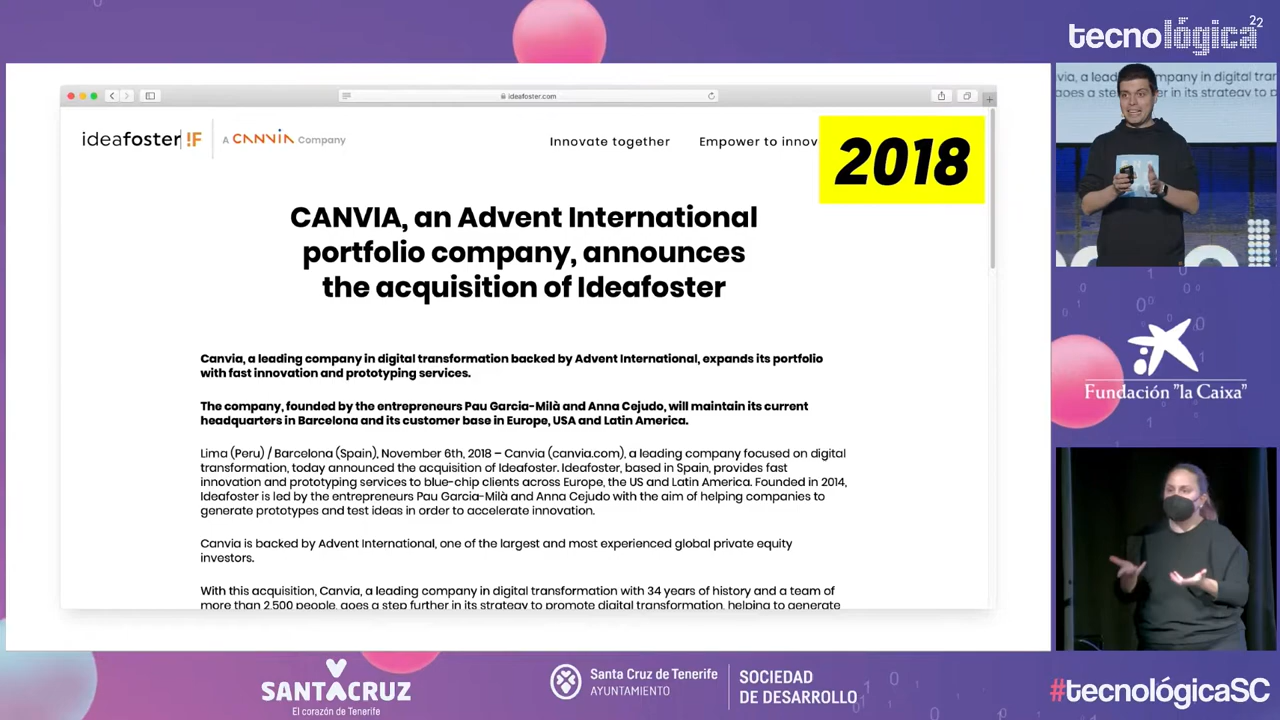 tecnológica22
ideafoster.com
ideafoster !F
A CANVIA Company
Innovate together
Empower to innov
2018
CANVIA, an Advent International
portfolio company, announces
the acquisition of Ideafoster
Canvia, a leading company in digital transformation backed by Advent International, expands its portfolio
with fast innovation and prototyping services.
The company, founded by the entrepreneurs Pau Garcia-Milà and Anna Cejudo, will maintain its current
headquarters in Barcelona and its customer base in Europe, USA and Latin America.
Lima (Peru) / Barcelona (Spain), November 6th, 2018 – Canvia (canvia.com), a leading company focused on digital
transformation, today announced the acquisition of Ideafoster. Ideafoster, based in Spain, provides fast
innovation and prototyping services to blue-chip clients across Europe, the US and Latin America. Founded in 2014,
Ideafoster is led by the entrepreneurs Pau Garcia-Milà and Anna Cejudo with the aim of helping companies to
generate prototypes and test ideas in order to accelerate innovation.
Canvia is backed by Advent International, one of the largest and most experienced global private equity
investors.
With this acquisition, Canvia, a leading company in digital transformation with 34 years of history and a team of
more than 2,500 people, goes a step further in its strategy to promote digital transformation, helping to generate
via, a lead
mpany in digital tran
goes a ste
er in its strategy to p
Fundación "la Caixa"
SANTACRUZ
El corazón de Tenerife
Santa Cruz de Tenerife
AYUNTAMIENTO
SOCIEDAD
DE DESARROLLO
#tecnológicaSC